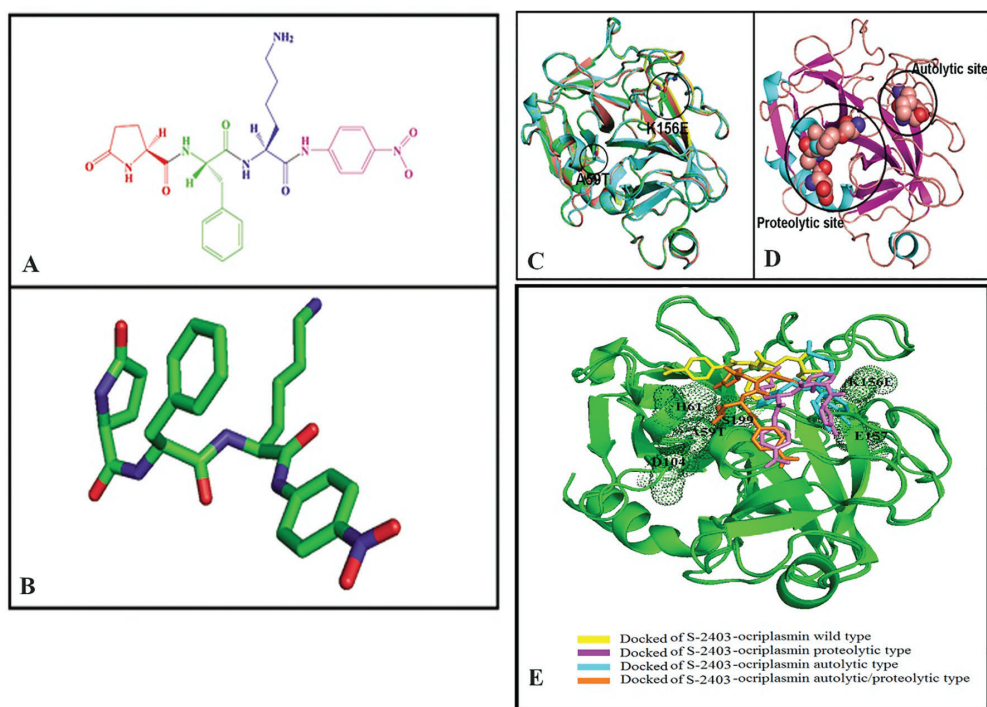 NH₂
H
O
N
H
O
H
N
H
O
N
H
H
O
H
N
N
O
O
A
B
K156E
A59T
C
Autolytic site
Proteolytic site
D
K156E
H61
S199
A59T
E157
D104
Docked of S-2403-ocriplasmin wild type
Docked of S-2403-ocriplasmin proteolytic type
Docked of S-2403-ocriplasmin autolytic type
Docked of S-2403-ocriplasmin autolytic/proteolytic type
E